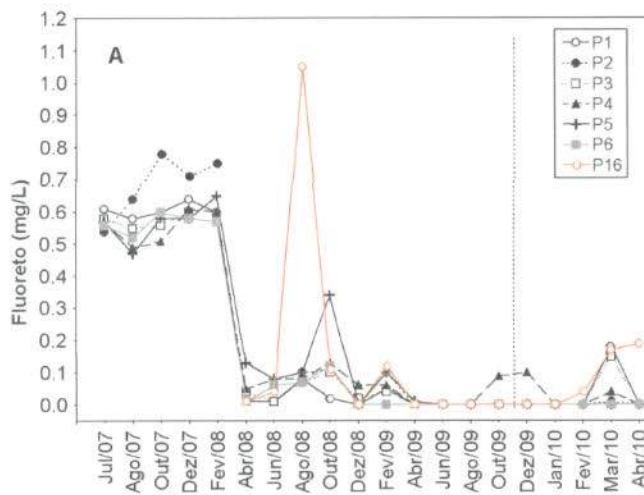 A
Fluoreto (mg/L)
1.2
1.1
1.0
0.9
0.8
0.7
0.6
0.5
0.4
0.3
0.2
0.1
0.0
P1
P2
P3
P4
P5
P6
P16
Jul/07
Ago/07
Out/07
Dez/07
Fev/08
Abr/08
Jun/08
Ago/08
Out/08
Dez/08
Fev/09
Abr/09
Jun/09
Ago/09
Out/09
Dez/09
Jan/10
Fev/10
Mar/10
Abr/10